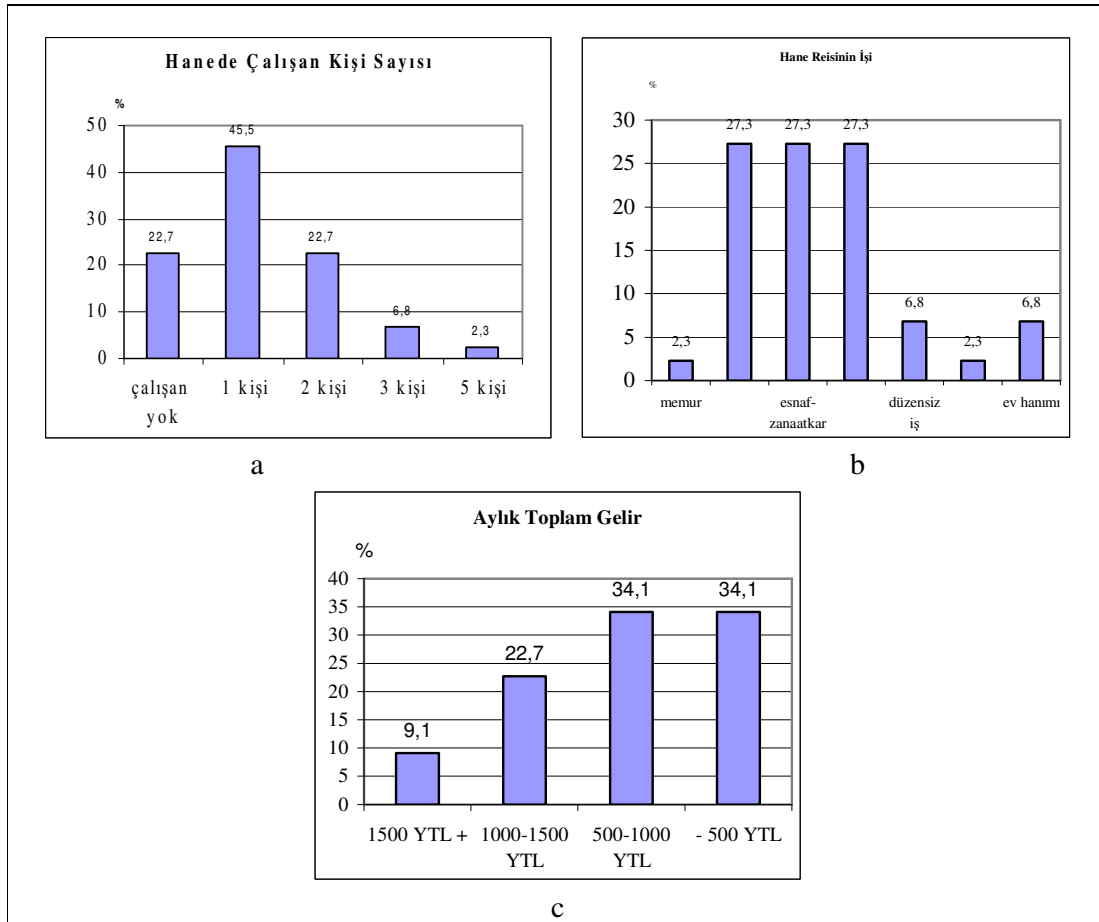 Hanede Çalışan Kişi Sayısı
%
50
40
30
20
10
0
22,7
45,5
22,7
6,8
2,3
çalışan yok
1 kişi
2 kişi
3 kişi
5 kişi
a
Hane Reisinin İşi
%
30
25
20
15
10
5
0
2,3
27,3
27,3
27,3
6,8
2,3
6,8
memur
esnaf-
zanaatkar
düzensiz
iş
ev hanımı
b
Aylık Toplam Gelir
%
40
35
30
25
20
15
10
5
0
9,1
22,7
34,1
34,1
1500 YTL +
1000-1500
YTL
500-1000
YTL
- 500 YTL
c